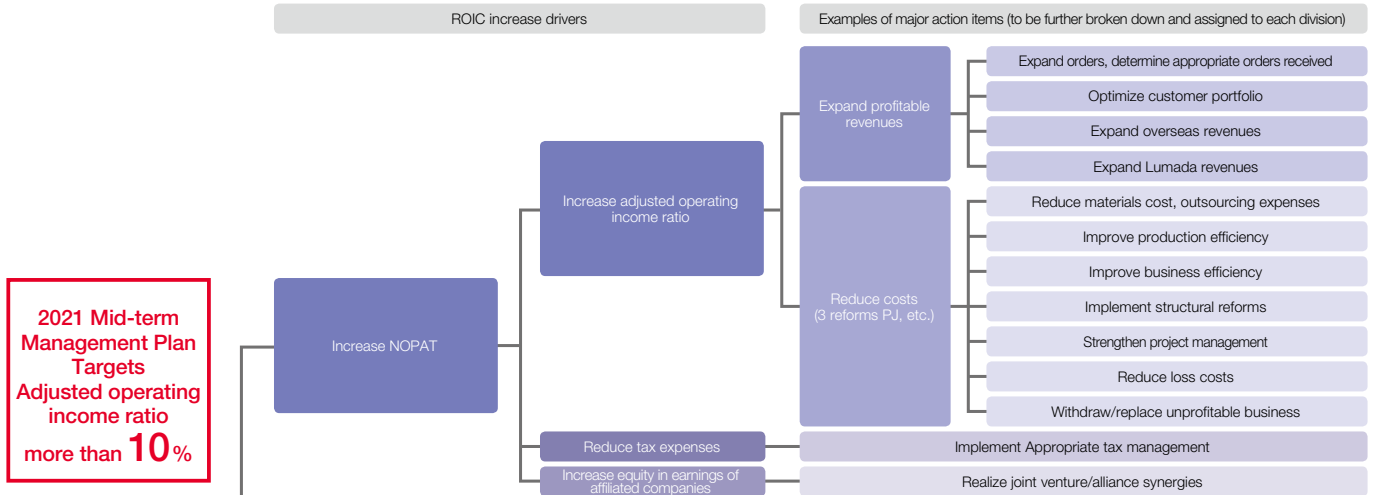 ROIC increase drivers
Examples of major action items (to be further broken down and assigned to each division)
2021 Mid-term
Management Plan
Targets
Adjusted operating
income ratio
more than 10%
Increase NOPAT
Increase adjusted operating
income ratio
Expand profitable
revenues
Expand orders, determine appropriate orders received
Optimize customer portfolio
Expand overseas revenues
Expand Lumada revenues
Reduce costs
(3 reforms PJ, etc.)
Reduce materials cost, outsourcing expenses
Improve production efficiency
Improve business efficiency
Implement structural reforms
Strengthen project management
Reduce loss costs
Withdraw/replace unprofitable business
Reduce tax expenses
Implement Appropriate tax management
Increase equity in earnings of
affiliated companies
Realize joint venture/alliance synergies